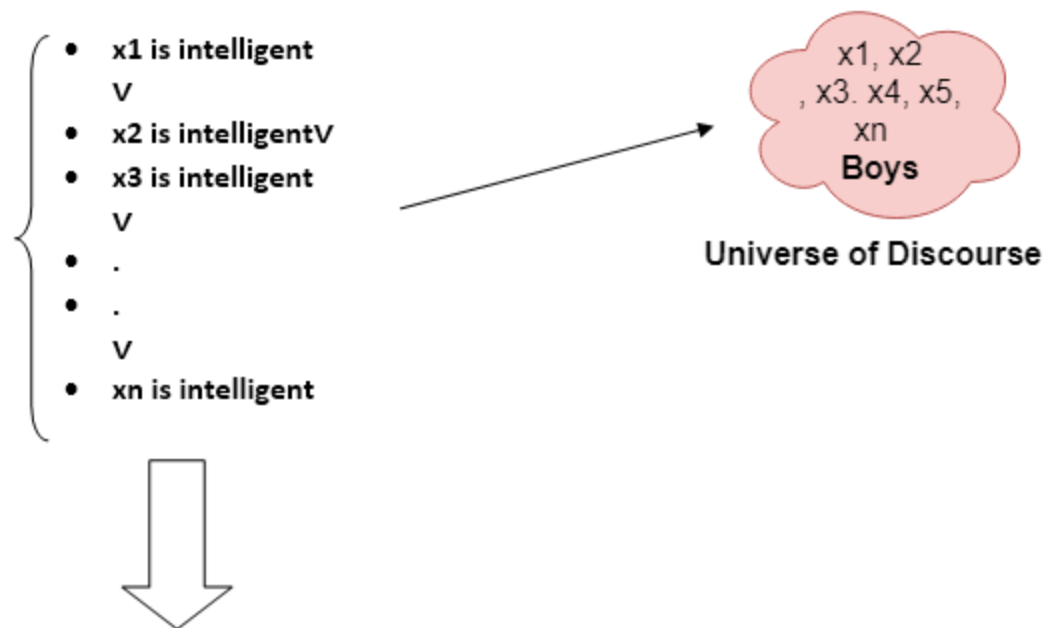 • x1 is intelligent
V
• x2 is intelligentV
• x3 is intelligent
V
• .
• .
V
• xn is intelligent
x1, x2
, x3. x4, x5,
xn
Boys
Universe of Discourse